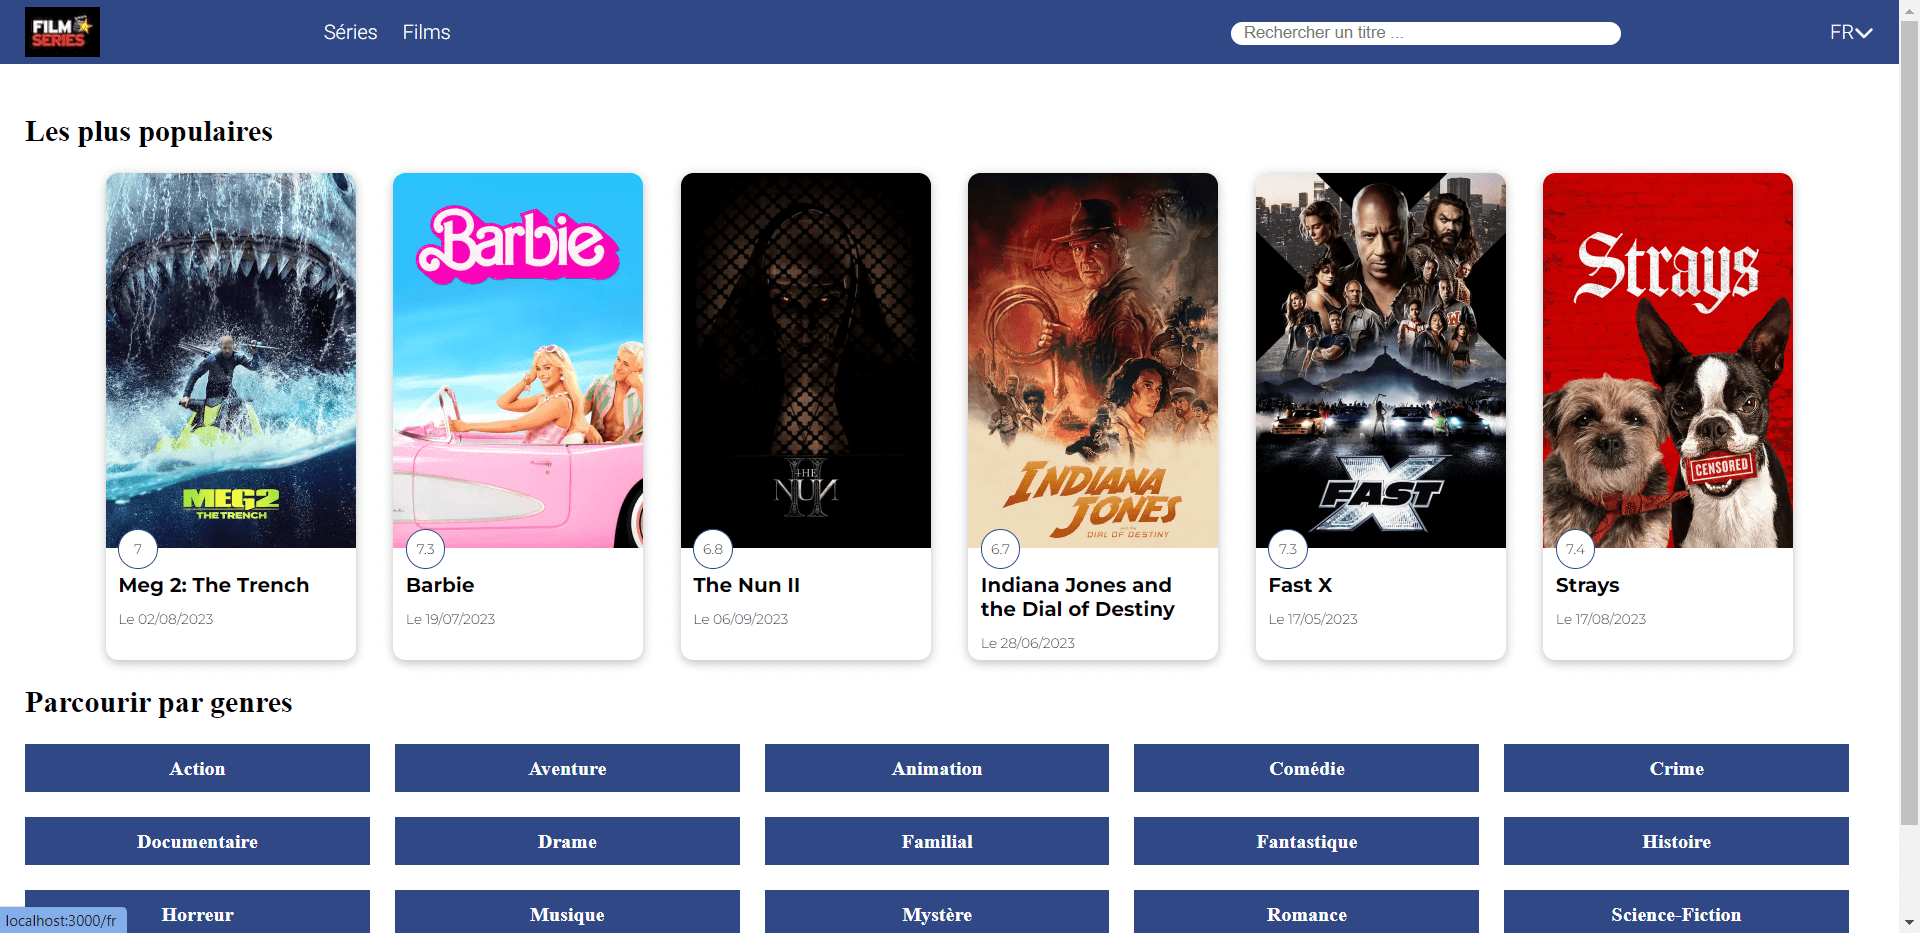 FILM
SERIES
Séries
Films
Rechercher un titre ...
FR
Les plus populaires
MEG2
THE TRENCH
7
Meg 2: The Trench
Le 02/08/2023
Barbie
7.3
Barbie
Le 19/07/2023
THE
NUN
II
6.8
The Nun II
Le 06/09/2023
INDIANA
JONES
and the
DIAL OF DESTINY
6.7
Indiana Jones and
the Dial of Destiny
Le 28/06/2023
FAST
X
7.3
Fast X
Le 17/05/2023
Strays
CENSORED
7.4
Strays
Le 17/08/2023
Parcourir par genres
Action
Aventure
Animation
Comédie
Crime
Documentaire
Drame
Familial
Fantastique
Histoire
Horreur
Musique
Mystère
Romance
Science-Fiction
localhost:3000/fr